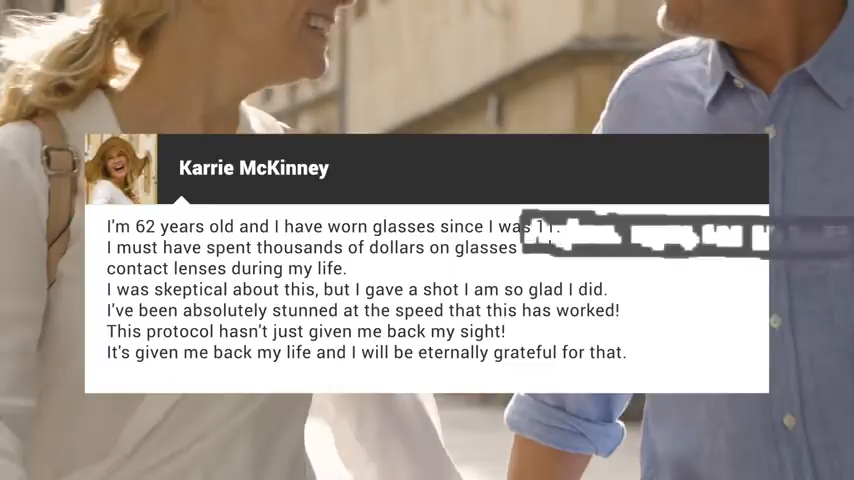 Karrie McKinney
I'm 62 years old and I have worn glasses since I was 11.
I must have spent thousands of dollars on glasses
contact lenses during my life.
I was skeptical about this, but I gave a shot I am so glad I did.
I've been absolutely stunned at the speed that this has worked!
This protocol hasn't just given me back my sight!
It's given me back my life and I will be eternally grateful for that.